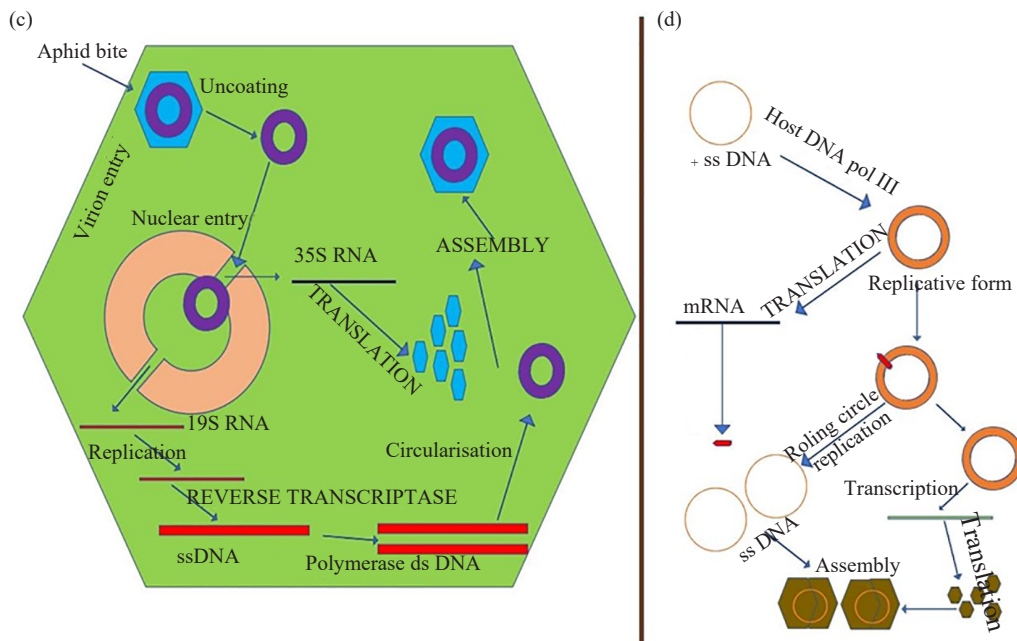 (c)
Aphid bite
Uncoating
Virion entry
Nuclear entry
35S RNA
TRANSLATION
ASSEMBLY
19S RNA
Replication
Circularisation
REVERSE TRANSCRIPTASE
ssDNA
Polymerase ds DNA
(d)
+ ss DNA
Host DNA pol III
TRANSLATION
Replicative form
mRNA
Roling circle
replication
Transcription
ss DNA
Translation
Assembly